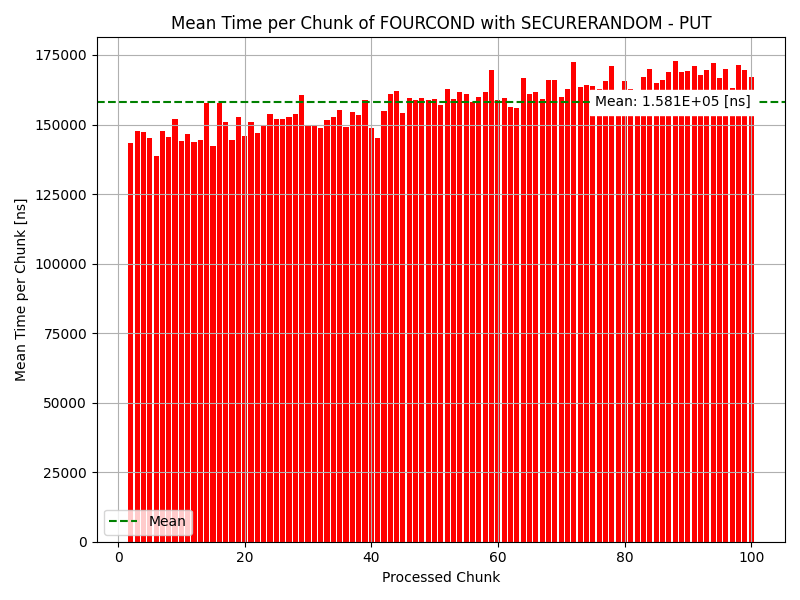 Mean Time per Chunk of FOURCOND with SECURERANDOM - PUT
Mean Time per Chunk [ns]
175000
150000
125000
100000
75000
50000
25000
0
Mean: 1.581E+05 [ns]
Mean
0 20 40 60 80 100
Processed Chunk